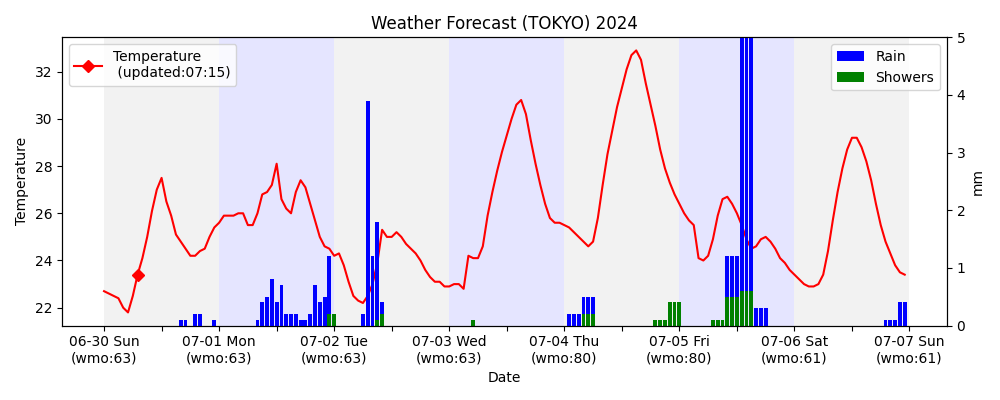 Weather Forecast (TOKYO) 2024
Temperature
(updated:07:15)
Rain
Showers
Temperature
32
30
28
26
24
22
5
4
3
2
1
0
mm
06-30 Sun
(wmo:63)
07-01 Mon
(wmo:63)
07-02 Tue
(wmo:63)
07-03 Wed
(wmo:63)
07-04 Thu
(wmo:80)
07-05 Fri
(wmo:80)
07-06 Sat
(wmo:61)
07-07 Sun
(wmo:61)
Date